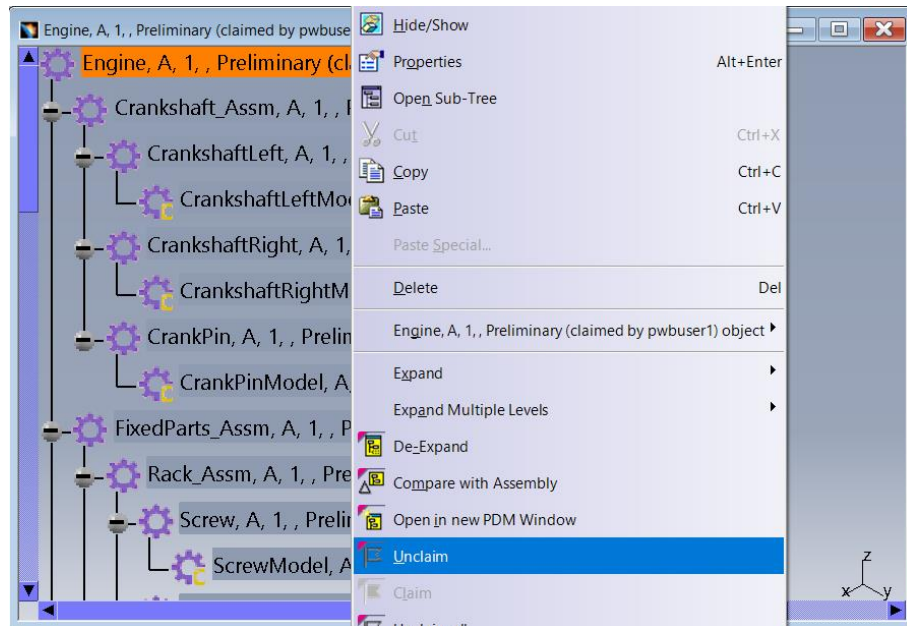 Engine, A, 1, , Preliminary (claimed by pwbuse
Engine, A, 1, , Preliminary (cl
Crankshaft_Assm, A, 1, ,
CrankshaftLeft, A, 1, ,
CrankshaftLeftMo
CrankshaftRight, A, 1,
CrankshaftRightM
CrankPin, A, 1, , Prelin
CrankPinModel, A
FixedParts_Assm, A, 1, , P
Rack_Assm, A, 1, , Pre
Screw, A, 1, , Preli
ScrewModel, A
Hide/Show
Properties Alt+Enter
Open Sub-Tree
Cut Ctrl+X
Copy Ctrl+C
Paste Ctrl+V
Paste Special...
Delete Del
Engine, A, 1, , Preliminary (claimed by pwbuser1) object
Expand
Expand Multiple Levels
De-Expand
Compare with Assembly
Open in new PDM Window
Unclaim
Claim
z
x y